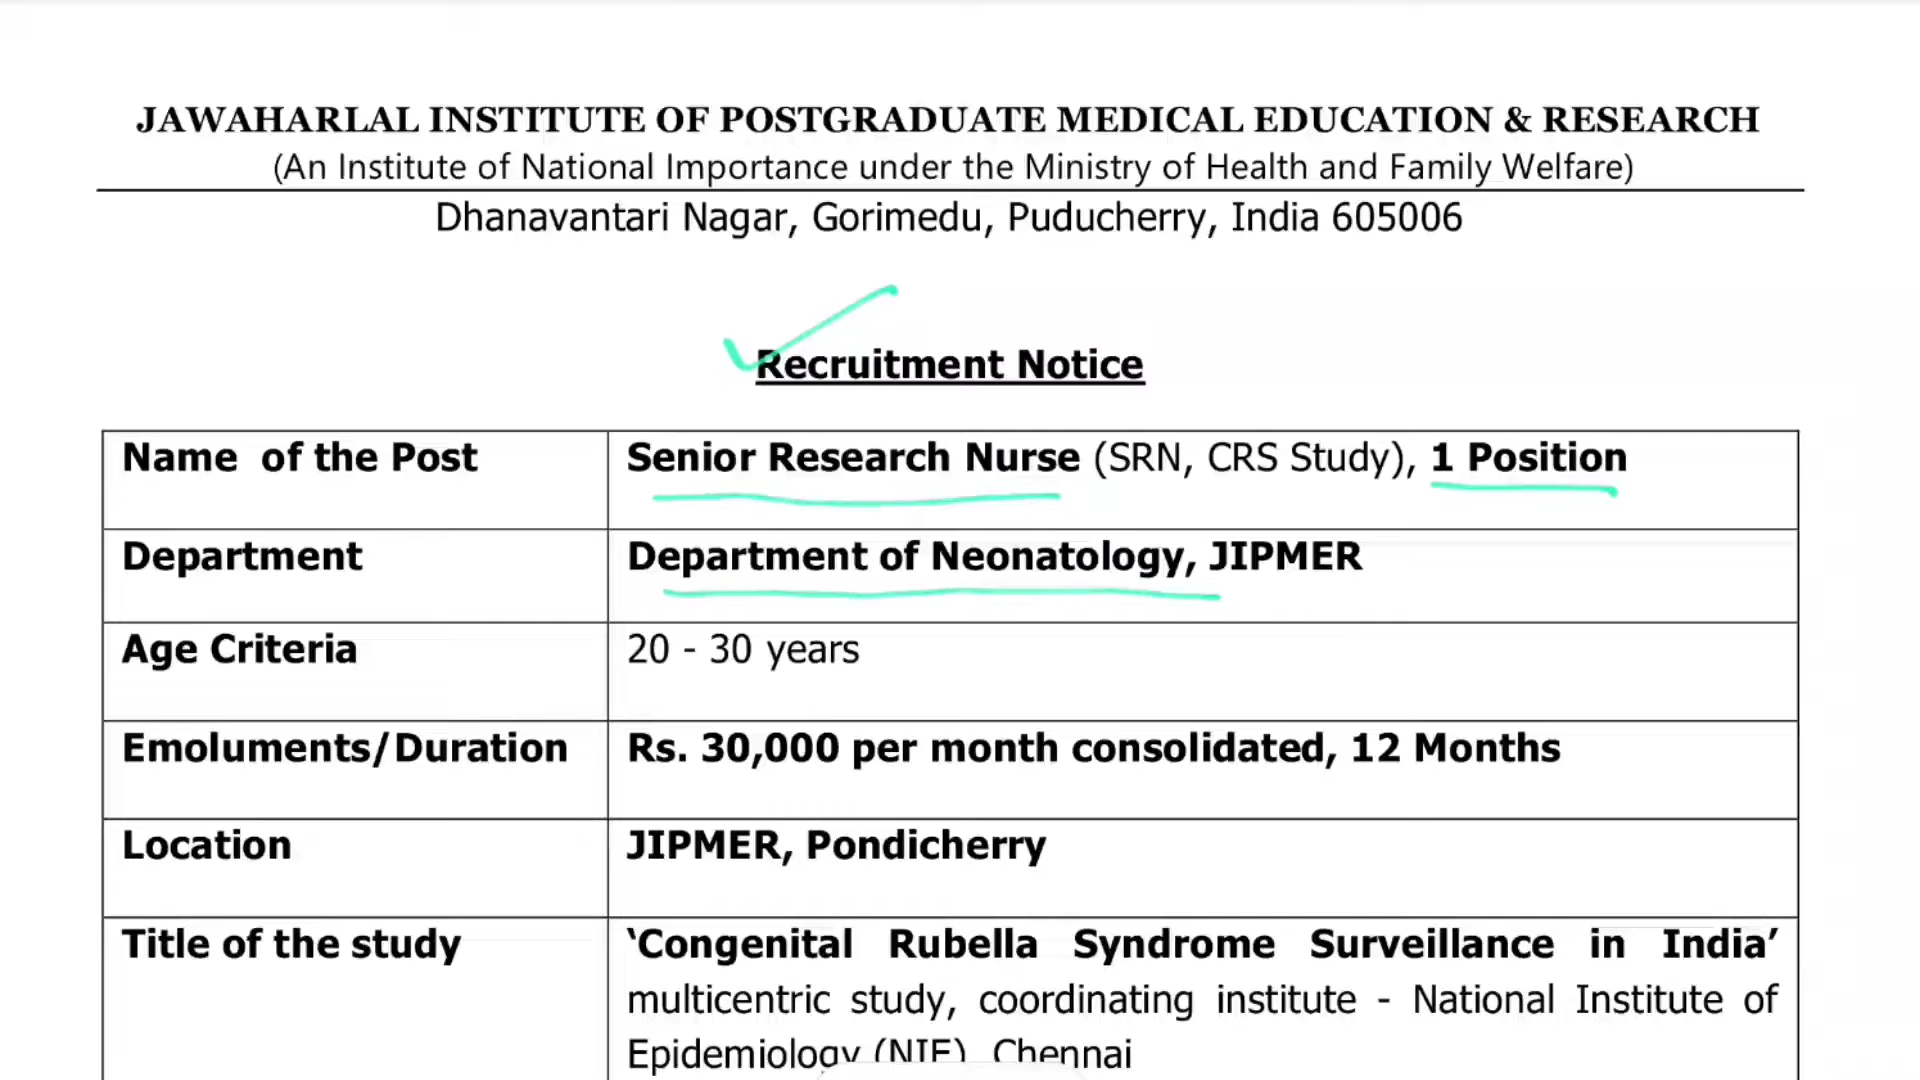 JAWAHARLAL INSTITUTE OF POSTGRADUATE MEDICAL EDUCATION & RESEARCH
(An Institute of National Importance under the Ministry of Health and Family Welfare)
Dhanavantari Nagar, Gorimedu, Puducherry, India 605006
Recruitment Notice
Name of the Post
Senior Research Nurse (SRN, CRS Study), 1 Position
Department
Department of Neonatology, JIPMER
Age Criteria
20 - 30 years
Emoluments/Duration
Rs. 30,000 per month consolidated, 12 Months
Location
JIPMER, Pondicherry
Title of the study
‘Congenital Rubella Syndrome Surveillance in India’
multicentric study, coordinating institute - National Institute of
Epidemiology (NIE), Chennai